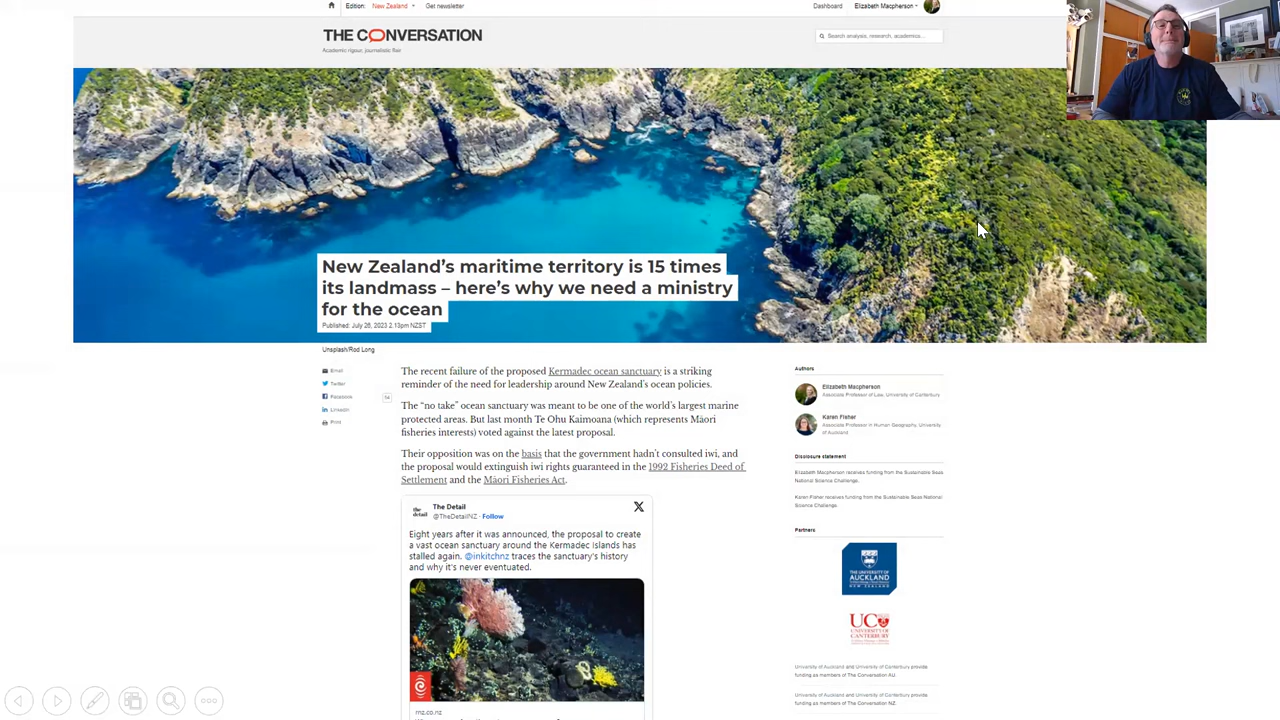 Edition: New Zealand Get newsletter Dashboard Elizabeth Macpherson
THE CONVERSATION
Academic rigour, journalistic flair
Search analysis, research, academics...
New Zealand's maritime territory is 15 times
its landmass – here's why we need a ministry
for the ocean
Published: July 26, 2023 2.13pm NZST
Unsplash/Rod Long
Email
Twitter
Facebook
LinkedIn
Print
54
The recent failure of the proposed Kermadec ocean sanctuary is a striking
reminder of the need for leadership around New Zealand's ocean policies.
The “no take” ocean sanctuary was meant to be one of the world's largest marine
protected areas. But last month Te Ohu Kaimoana (which represents Māori
fisheries interests) voted against the latest proposal.
Their opposition was on the basis that the government hadn't consulted iwi, and
the proposal would extinguish iwi rights guaranteed in the 1992 Fisheries Deed of
Settlement and the Māori Fisheries Act.
the detail
The Detail
@TheDetailNZ · Follow
X
Eight years after it was announced, the proposal to create
a vast ocean sanctuary around the Kermadec Islands has
stalled again. @inkitchnz traces the sanctuary's history
and why it's never eventuated.
rnz.co.nz
Authors
Elizabeth Macpherson
Associate Professor of Law, University of Canterbury
Karen Fisher
Associate Professor in Human Geography, University
of Auckland
Disclosure statement
Elizabeth Macpherson receives funding from the Sustainable Seas
National Science Challenge.
Karen Fisher receives funding from the Sustainable Seas National
Science Challenge
Partners
THE UNIVERSITY OF
AUCKLAND
NEW ZEALAND
UC
UNIVERSITY OF
CANTERBURY
University of Auckland and University of Canterbury provide
funding as members of The Conversation AU.
University of Auckland and University of Canterbury provide
funding as members of The Conversation NZ.